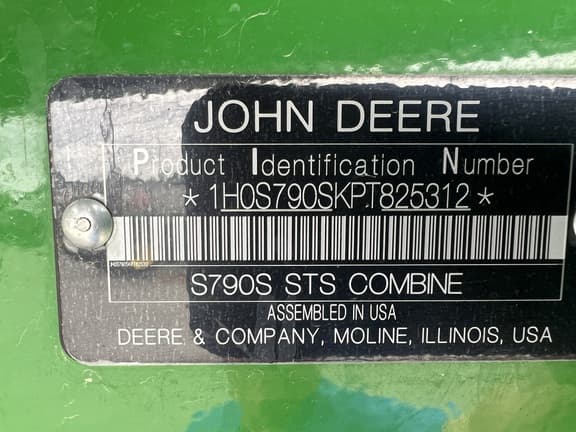 JOHN DEERE
Product Identification Number
*1H0S790SKPT825312*
S790S STS COMBINE
ASSEMBLED IN USA
DEERE & COMPANY, MOLINE, ILLINOIS, USA